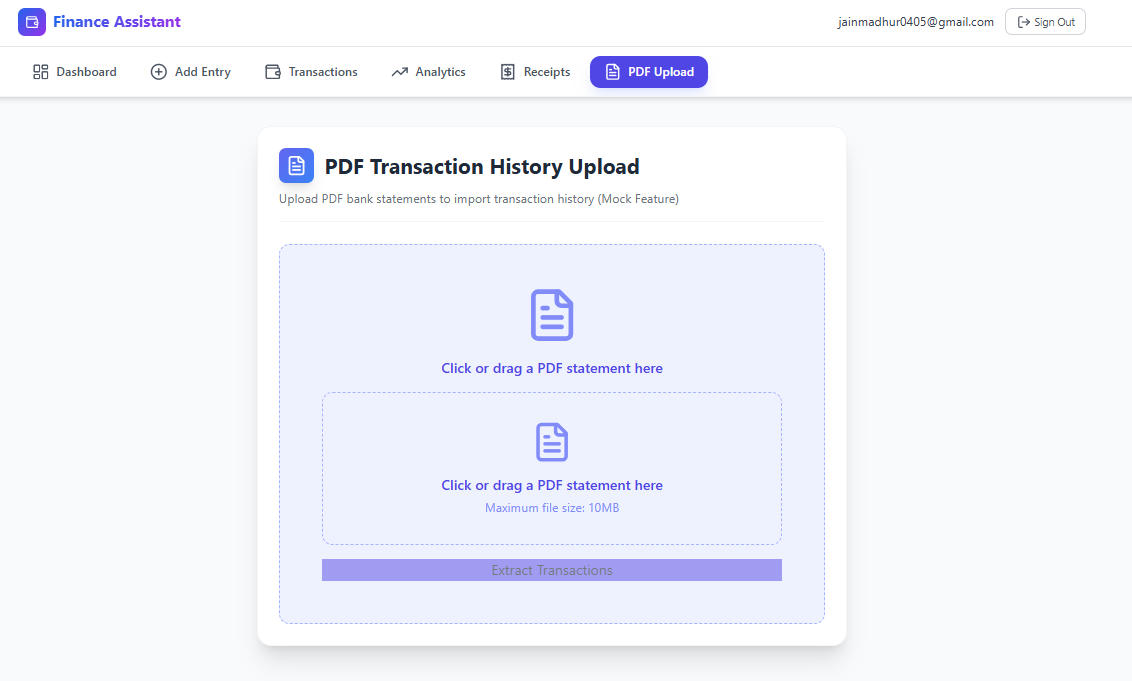 Finance Assistant
jainmadhur0405@gmail.com
Sign Out
Dashboard
Add Entry
Transactions
Analytics
Receipts
PDF Upload
PDF Transaction History Upload
Upload PDF bank statements to import transaction history (Mock Feature)
Click or drag a PDF statement here
Click or drag a PDF statement here
Maximum file size: 10MB
Extract Transactions